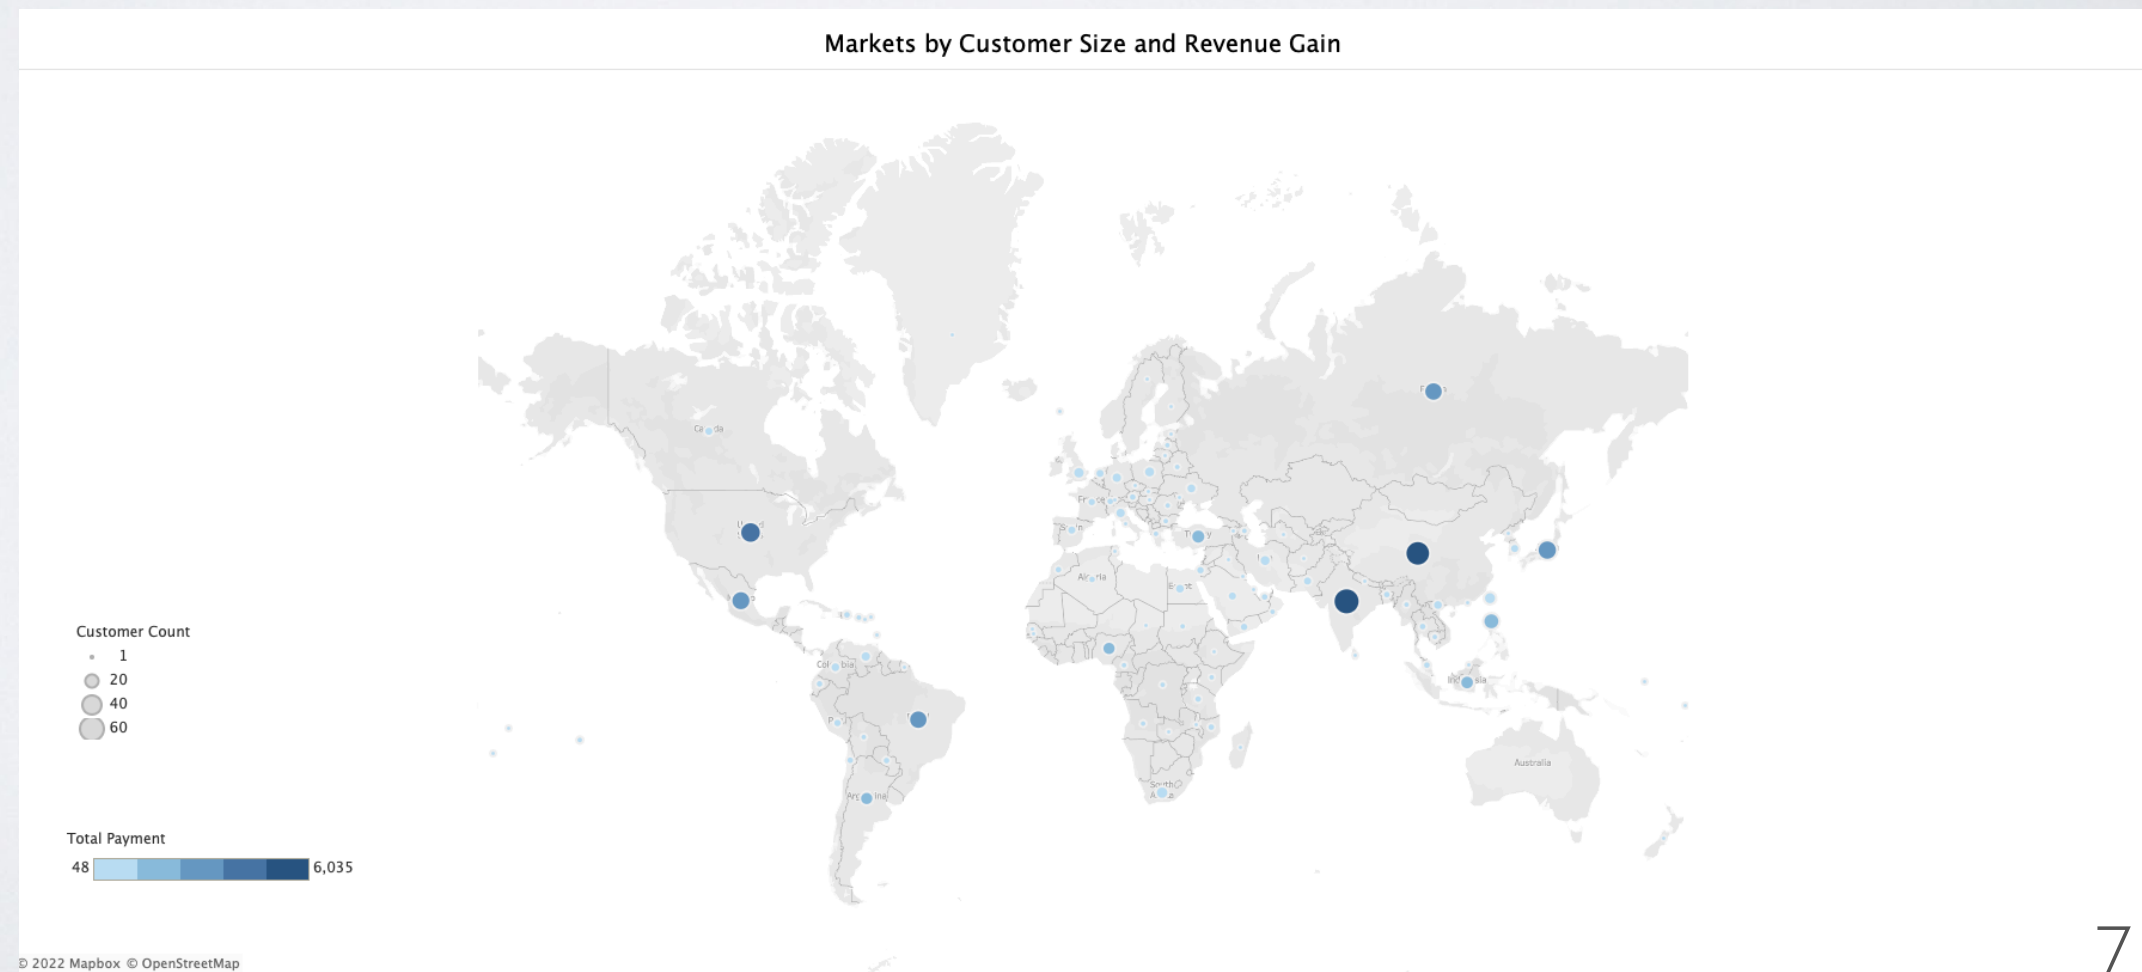 Markets by Customer Size and Revenue Gain
Customer Count
1
20
40
60
Total Payment
48
6,035
Australia
© 2022 Mapbox © OpenStreetMap
7